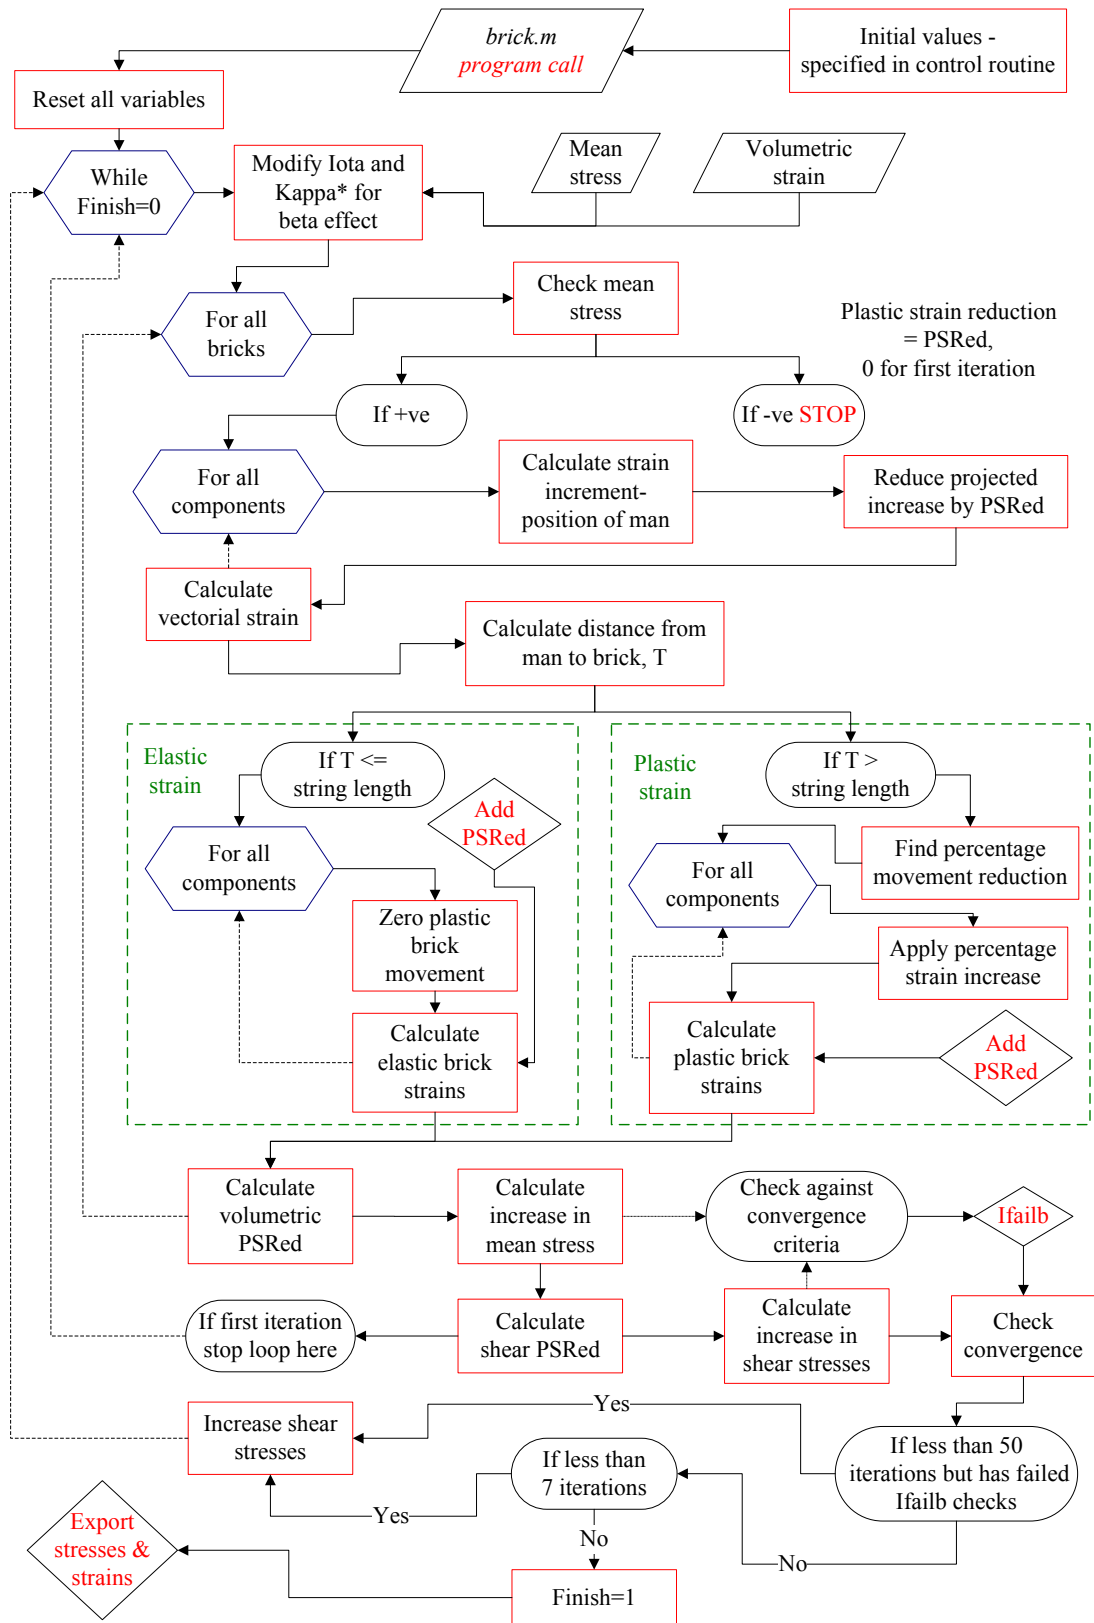 brick.m
program call
Initial values -
specified in control routine
Reset all variables
While
Finish=0
Modify Iota and
Kappa* for
beta effect
Mean
stress
Volumetric
strain
For all
bricks
Check mean
stress
Plastic strain reduction
= PSRed,
0 for first iteration
If +ve
If -ve STOP
For all
components
Calculate strain
increment-
position of man
Reduce projected
increase by PSRed
Calculate
vectorial strain
Calculate distance from
man to brick, T
Elastic
strain
If T <=
string length
Add
PSRed
For all
components
Zero plastic
brick
movement
Calculate
elastic brick
strains
Plastic
strain
If T >
string length
Find percentage
movement reduction
For all
components
Apply percentage
strain increase
Calculate
plastic brick
strains
Add
PSRed
Calculate
volumetric
PSRed
Calculate
increase in
mean stress
Check against
convergence
criteria
Ifailb
If first iteration
stop loop here
Calculate
shear PSRed
Calculate
increase in
shear stresses
Check
convergence
Increase shear
stresses
Yes
If less than
7 iterations
If less than 50
iterations but has failed
Ifailb checks
Yes
No
No
Export
stresses &
strains
Finish=1